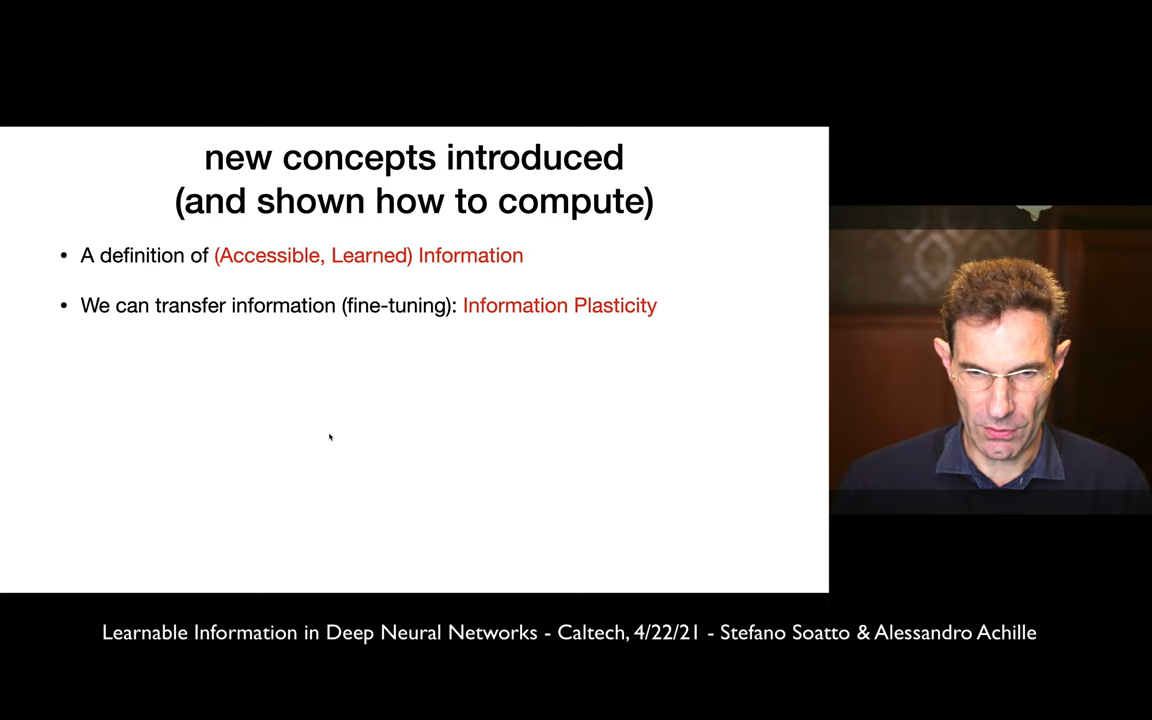 new concepts introduced
(and shown how to compute)
• A definition of (Accessible, Learned) Information
• We can transfer information (fine-tuning): Information Plasticity
Learnable Information in Deep Neural Networks - Caltech, 4/22/21 - Stefano Soatto & Alessandro Achille